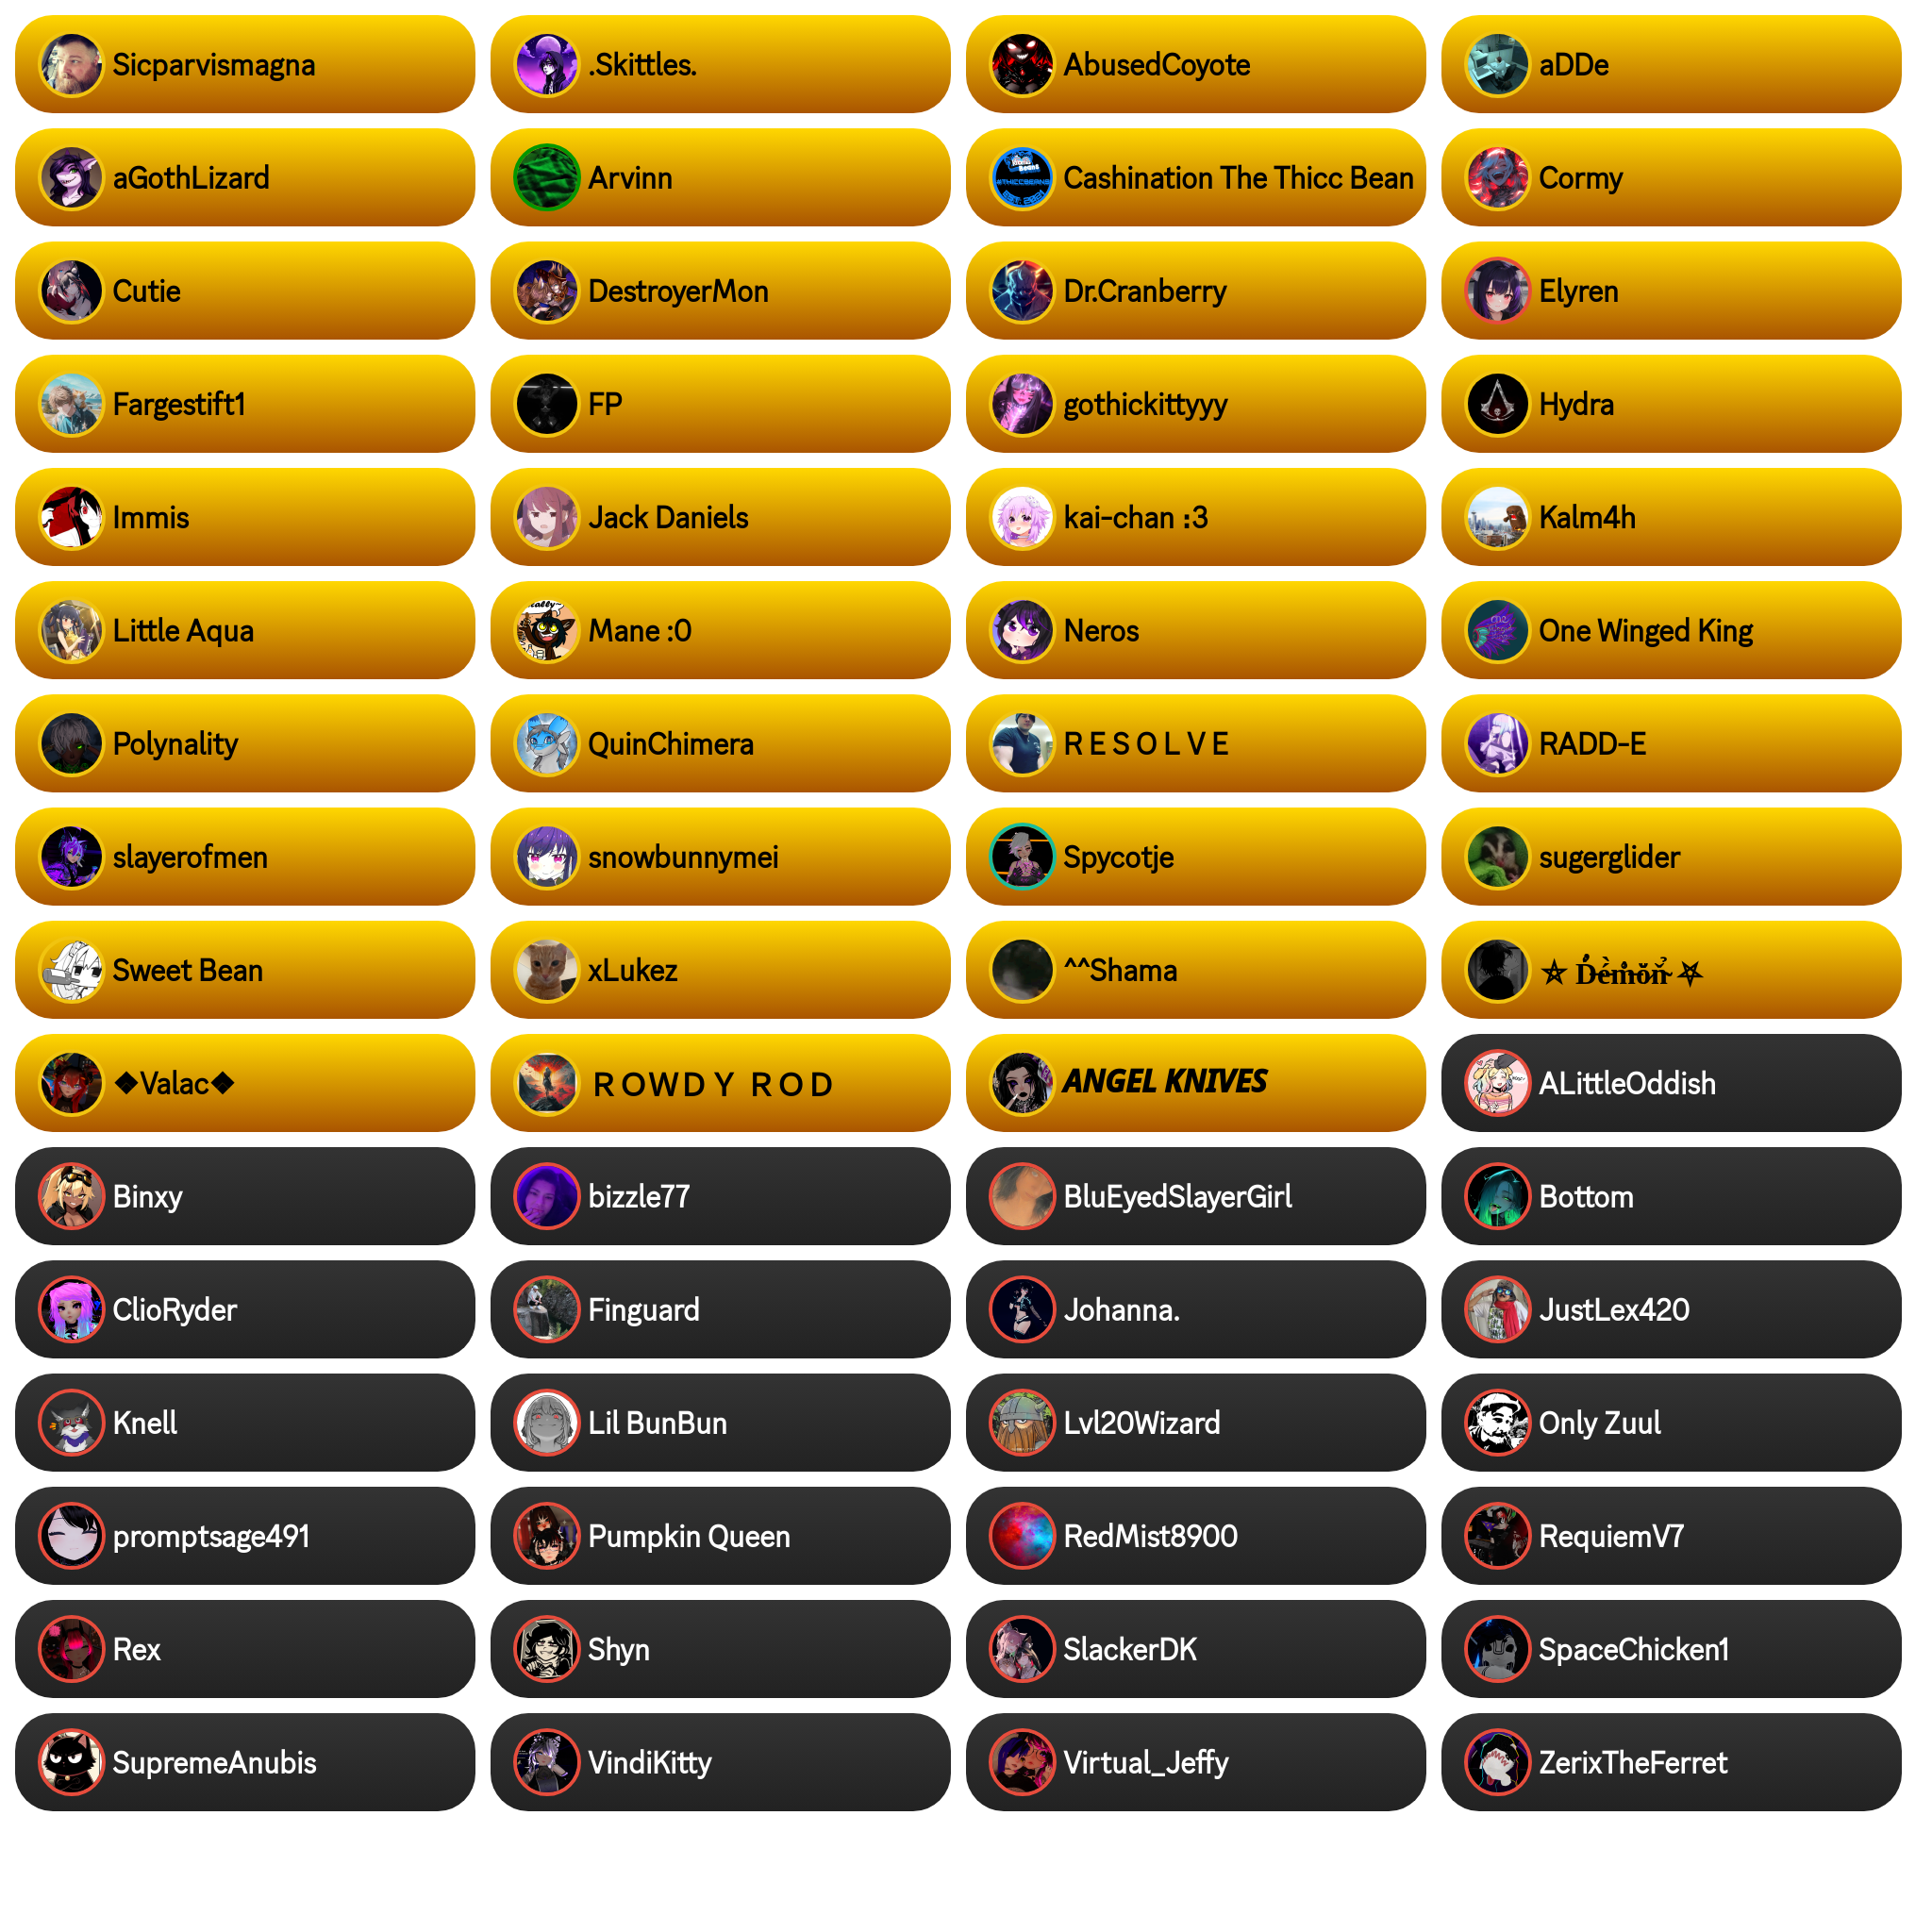 Sicparvismagna
.Skittles.
AbusedCoyote
aDDe
aGothLizard
Arvinn
Cashination The Thicc Bean
Cormy
Cutie
DestroyerMon
Dr.Cranberry
Elyren
Fargestift1
FP
gothickittyyy
Hydra
Immis
Jack Daniels
kai-chan :3
Kalm4h
Little Aqua
Mane :0
Neros
One Winged King
Polynality
QuinChimera
R E S O L V E
RADD-E
slayerofmen
snowbunnymei
Spycotje
sugerglider
Sweet Bean
xLukez
^^Shama
⛤ Demon ⛧
❖Valac❖
ＲＯＷＤＹ ＲＯＤ
ANGEL KNIVES
ALittleOddish
Binxy
bizzle77
BluEyedSlayerGirl
Bottom
ClioRyder
Finguard
Johanna.
JustLex420
Knell
Lil BunBun
Lvl20Wizard
Only Zuul
promptsage491
Pumpkin Queen
RedMist8900
RequiemV7
Rex
Shyn
SlackerDK
SpaceChicken1
SupremeAnubis
VindiKitty
Virtual_Jeffy
ZerixTheFerret